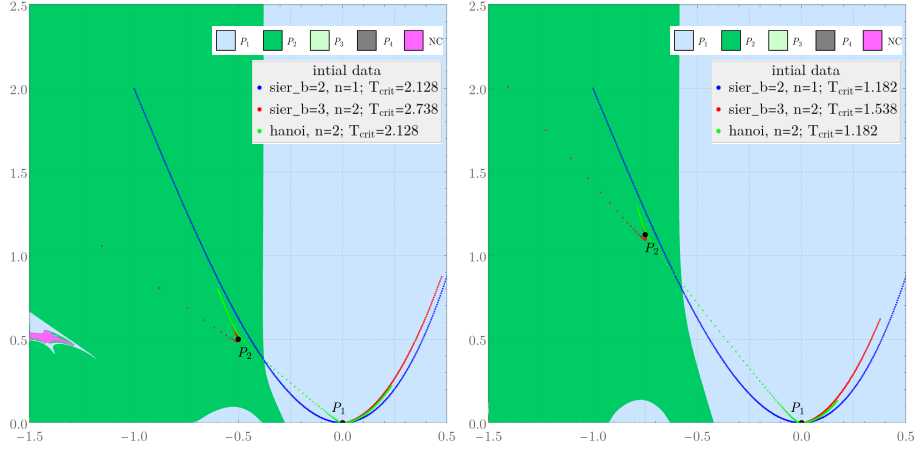 2.5
2.0
1.5
1.0
0.5
0.0
-1.5
-1.0
-0.5
0.0
0.5
P1 P2 P3 P4 NC
intial data
sier_b=2, n=1; Tcrit=2.128
sier_b=3, n=2; Tcrit=2.738
hanoi, n=2; Tcrit=2.128
P2
P1
2.5
2.0
1.5
1.0
0.5
0.0
-1.5
-1.0
-0.5
0.0
0.5
P1 P2 P3 P4 NC
intial data
sier_b=2, n=1; Tcrit=1.182
sier_b=3, n=2; Tcrit=1.538
hanoi, n=2; Tcrit=1.182
P2
P1